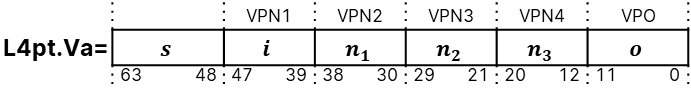 VPN1 VPN2 VPN3 VPN4 VPO
L4pt.Va= s i n₁ n₂ n₃ o
63 48 47 39 38 30 29 21 20 12 11 0